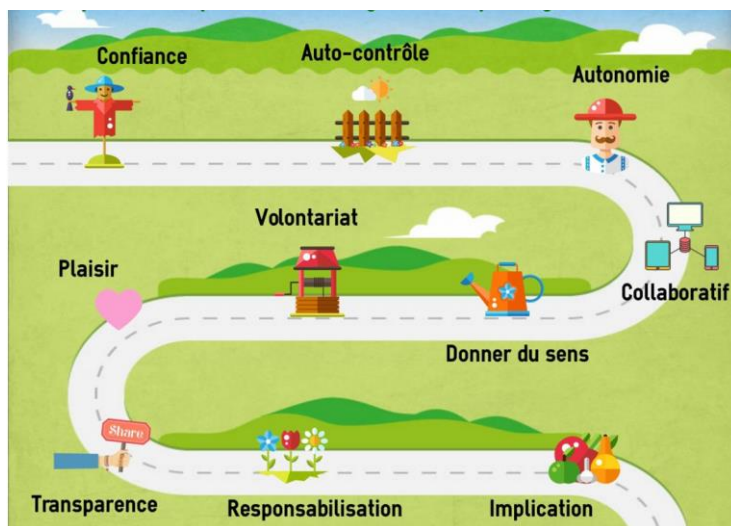 Confiance
Auto-contrôle
Autonomie
Volontariat
Plaisir
Collaboratif
Donner du sens
Share
Transparence
Responsabilisation
Implication